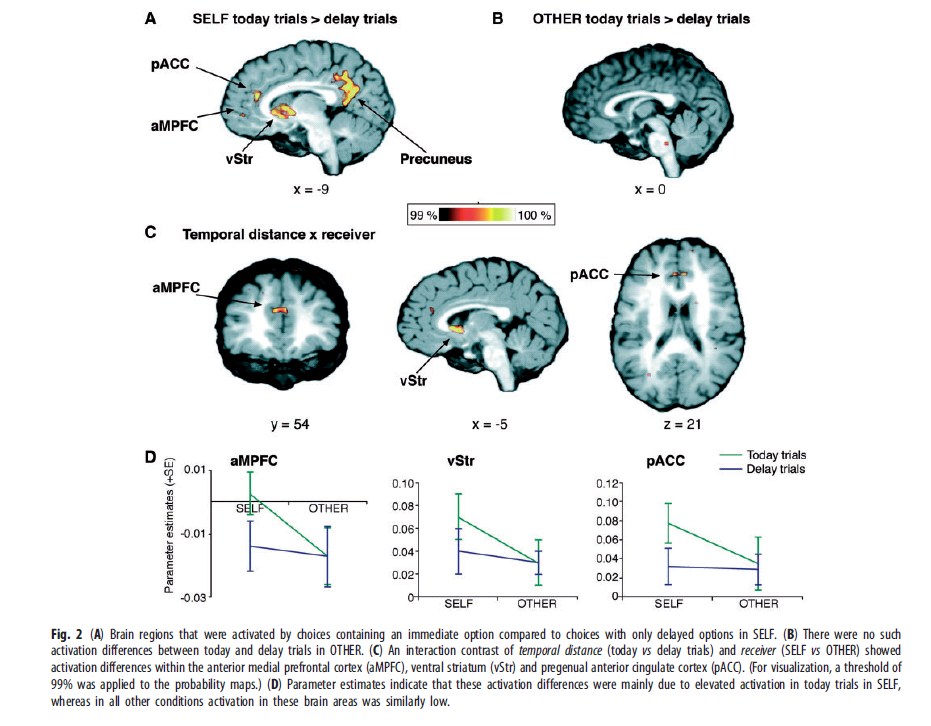 A SELF today trials > delay trials
B OTHER today trials > delay trials
pACC
aMPFC
vStr
Precuneus
x = -9
x = 0
99 % 100 %
C Temporal distance x receiver
aMPFC
vStr
pACC
y = 54
x = -5
z = 21
D aMPFC
vStr
pACC
Today trials
Delay trials
Parameter estimates (+SE)
0.01
-0.01
-0.03
SELF OTHER
0.10
0.08
0.06
0.04
0.02
0
SELF OTHER
0.12
0.10
0.08
0.06
0.04
0.02
0
SELF OTHER
Fig. 2 (A) Brain regions that were activated by choices containing an immediate option compared to choices with only delayed options in SELF. (B) There were no such
activation differences between today and delay trials in OTHER. (C) An interaction contrast of temporal distance (today vs delay trials) and receiver (SELF vs OTHER) showed
activation differences within the anterior medial prefrontal cortex (aMPFC), ventral striatum (vStr) and pregenual anterior cingulate cortex (pACC). (For visualization, a threshold of
99% was applied to the probability maps.) (D) Parameter estimates indicate that these activation differences were mainly due to elevated activation in today trials in SELF,
whereas in all other conditions activation in these brain areas was similarly low.